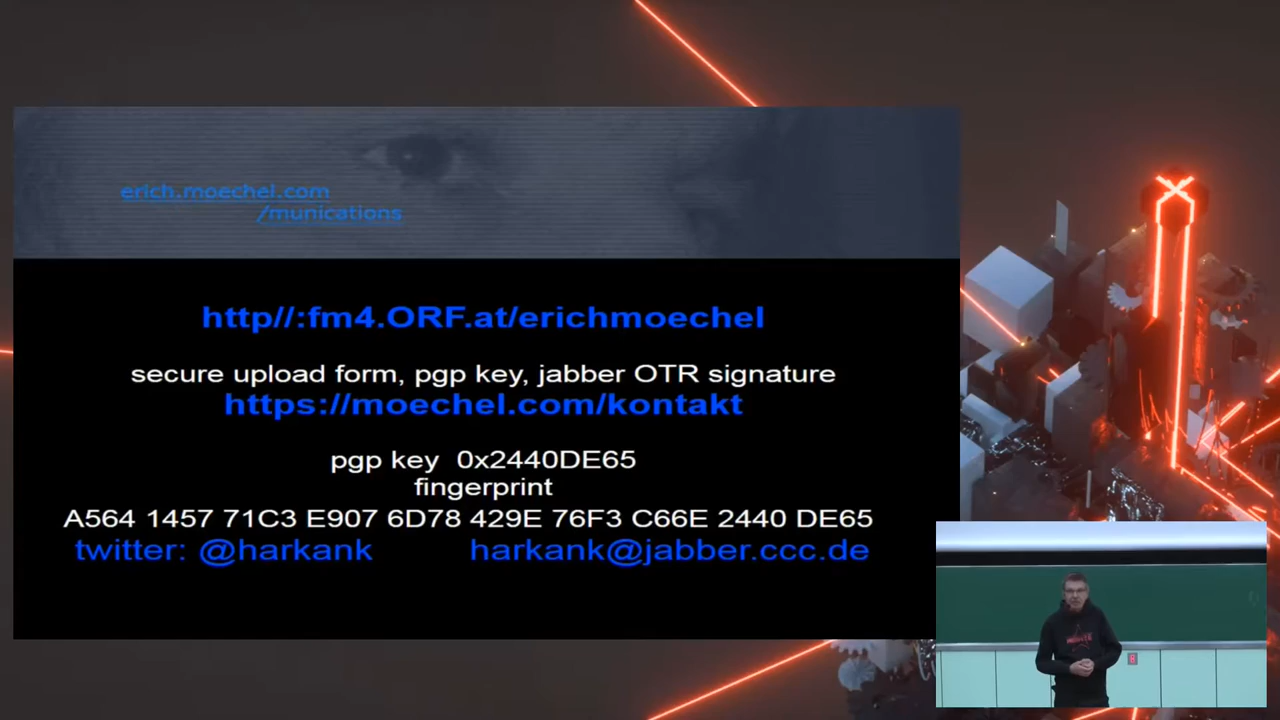 erich.moechel.com
/munications
http//:fm4.ORF.at/erichmoechel
secure upload form, pgp key, jabber OTR signature
https://moechel.com/kontakt
pgp key 0x2440DE65
fingerprint
A564 1457 71C3 E907 6D78 429E 76F3 C66E 2440 DE65
twitter: @harkank harkank@jabber.ccc.de